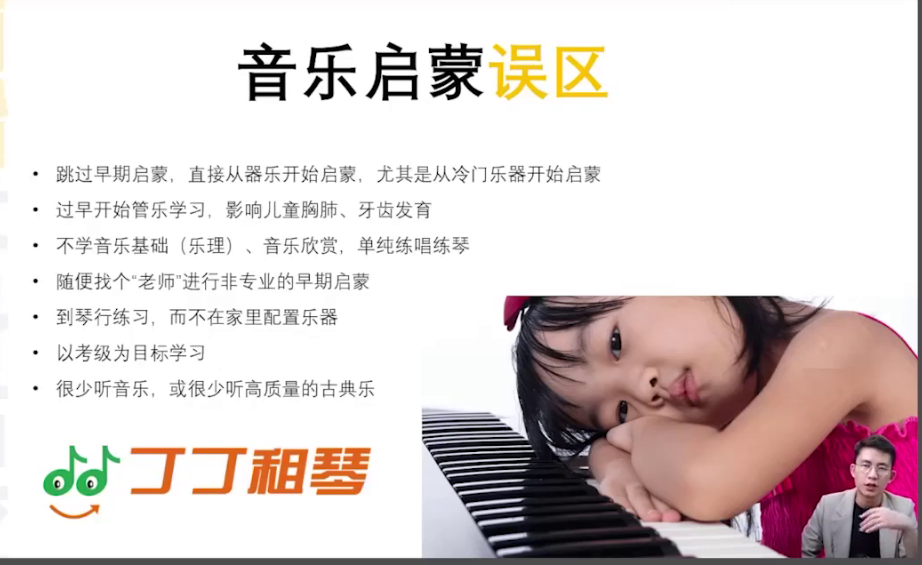 音乐启蒙误区
• 跳过早期启蒙，直接从器乐开始启蒙，尤其是从冷门乐器开始启蒙
• 过早开始管乐学习，影响儿童胸肺、牙齿发育
• 不学音乐基础（乐理）、音乐欣赏，单纯练唱练琴
• 随便找个“老师”进行非专业的早期启蒙
• 到琴行练习，而不在家里配置乐器
• 以考级为目标学习
• 很少听音乐，或很少听高质量的古典乐
丁丁租琴